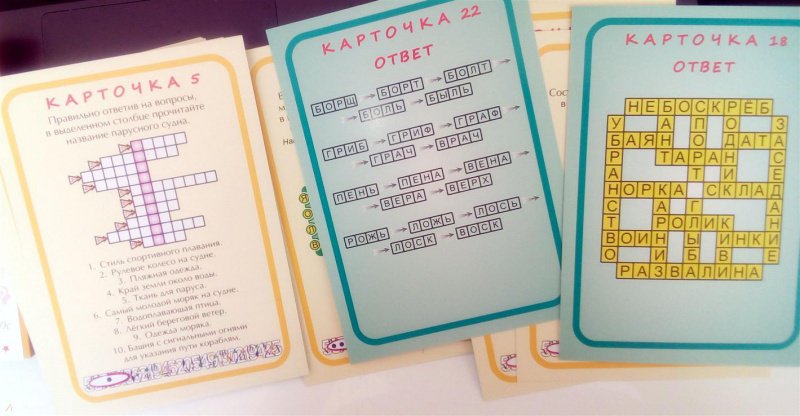 КАРТОЧКА 5
Правильно ответив на вопросы,
в выделенном столбце прочитайте
название парусного судна.
1. Стиль спортивного плавания.
2. Рулевое колесо на судне.
3. Пляжная одежда.
4. Край земли около воды.
5. Ткань для паруса.
6. Самый молодой моряк на судне.
7. Водоплавающая птица.
8. Лёгкий береговой ветер.
9. Одежда моряка.
10. Башня с сигнальными огнями
для указания пути кораблям.
КАРТОЧКА 22
ОТВЕТ
БОРЩ → БОРТ → БОЛТ →
→ БОЛЬ → БЫЛЬ
ГРИБ → ГРИФ → ГРАФ →
→ ГРАЧ → ВРАЧ
ПЕНЬ → ПЕНА → ВЕНА →
→ ВЕРА → ВЕРХ
РОЖЬ → ЛОЖЬ → ЛОСЬ →
→ ЛОСК → ВОСК
КАРТОЧКА 18
ОТВЕТ
НЕБОСКРЁБ
БАЯН ДАТА
ТАРАН
НОРКА СКЛАД
РОЛИК
ВОИН ИНКИ
РАЗВАЛИНА